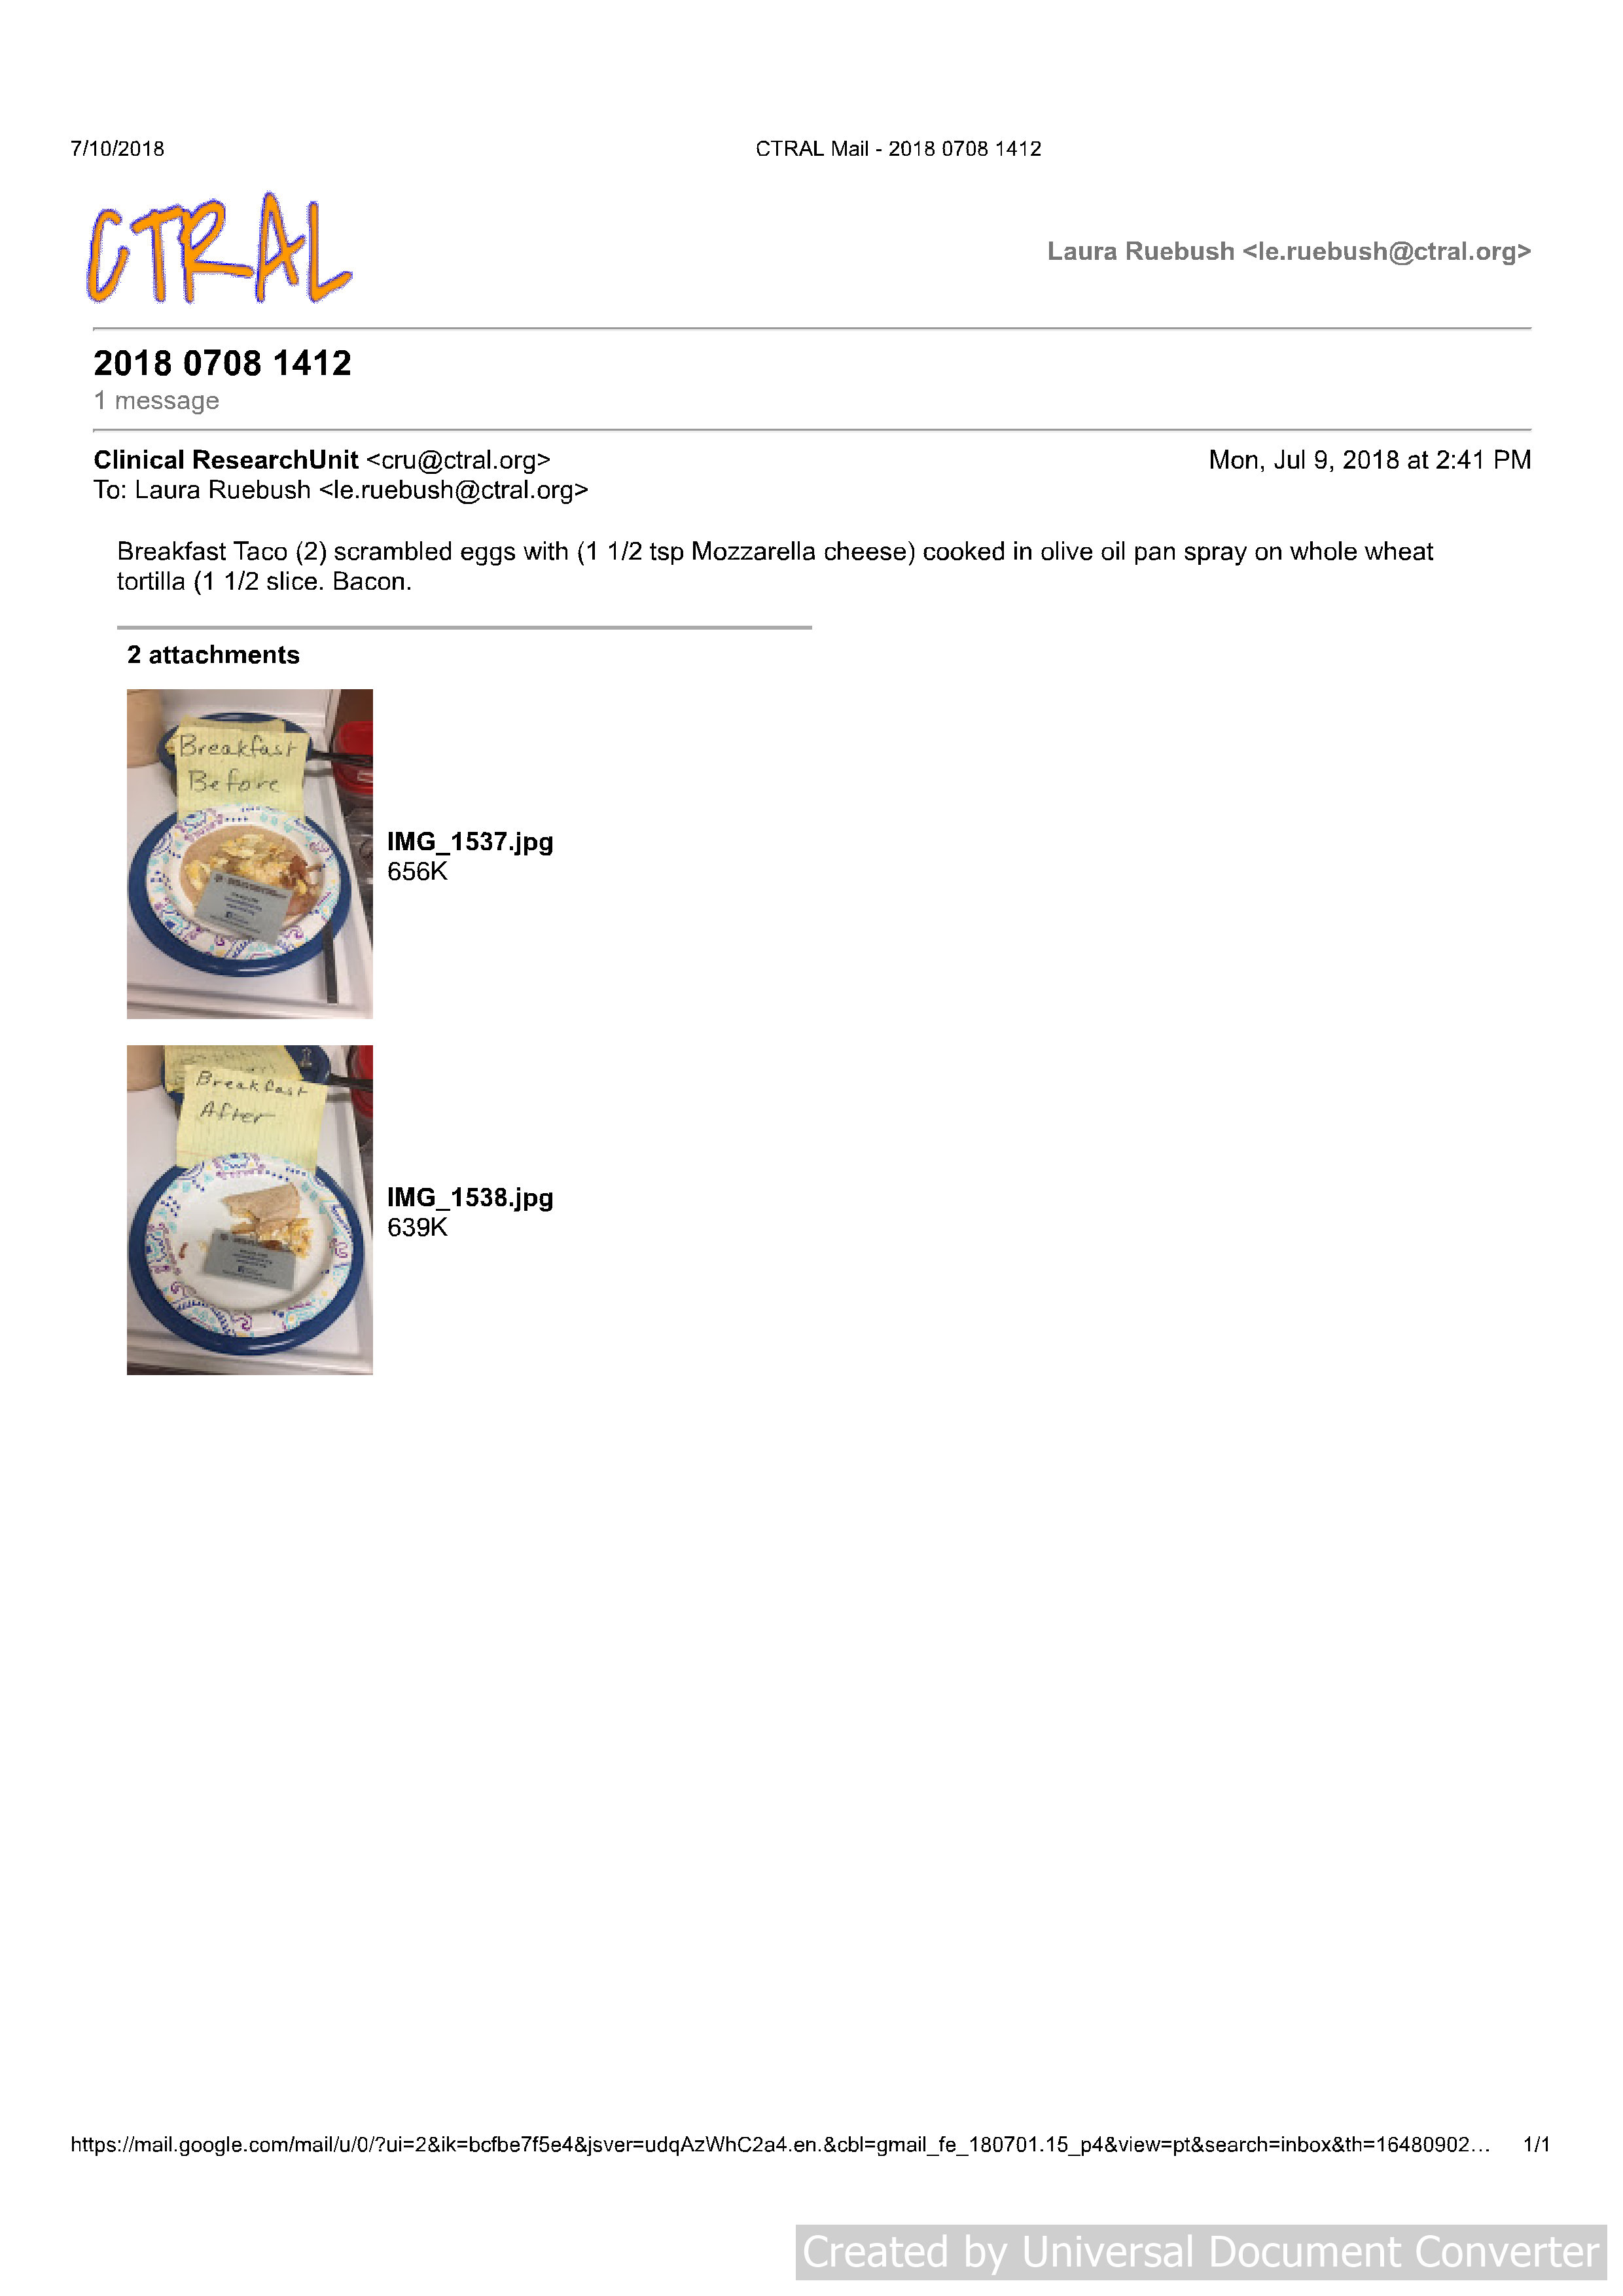 7/10/2018 CTRAL Mail - 2018 0708 1412
CTRAL
Laura Ruebush <le.ruebush@ctral.org>
2018 0708 1412
1 message
Clinical ResearchUnit <cru@ctral.org> Mon, Jul 9, 2018 at 2:41 PM
To: Laura Ruebush <le.ruebush@ctral.org>
Breakfast Taco (2) scrambled eggs with (1 1/2 tsp Mozzarella cheese) cooked in olive oil pan spray on whole wheat
tortilla (1 1/2 slice. Bacon.
2 attachments
Breakfast
Before
IMG_1537.jpg
656K
Breakfast
After
IMG_1538.jpg
639K
https://mail.google.com/mail/u/0/?ui=2&ik=bcfbe7f5e4&jsver=udqAzWhC2a4.en.&cbl=gmail_fe_180701.15_p4&view=pt&search=inbox&th=16480902… 1/1
Created by Universal Document Converter